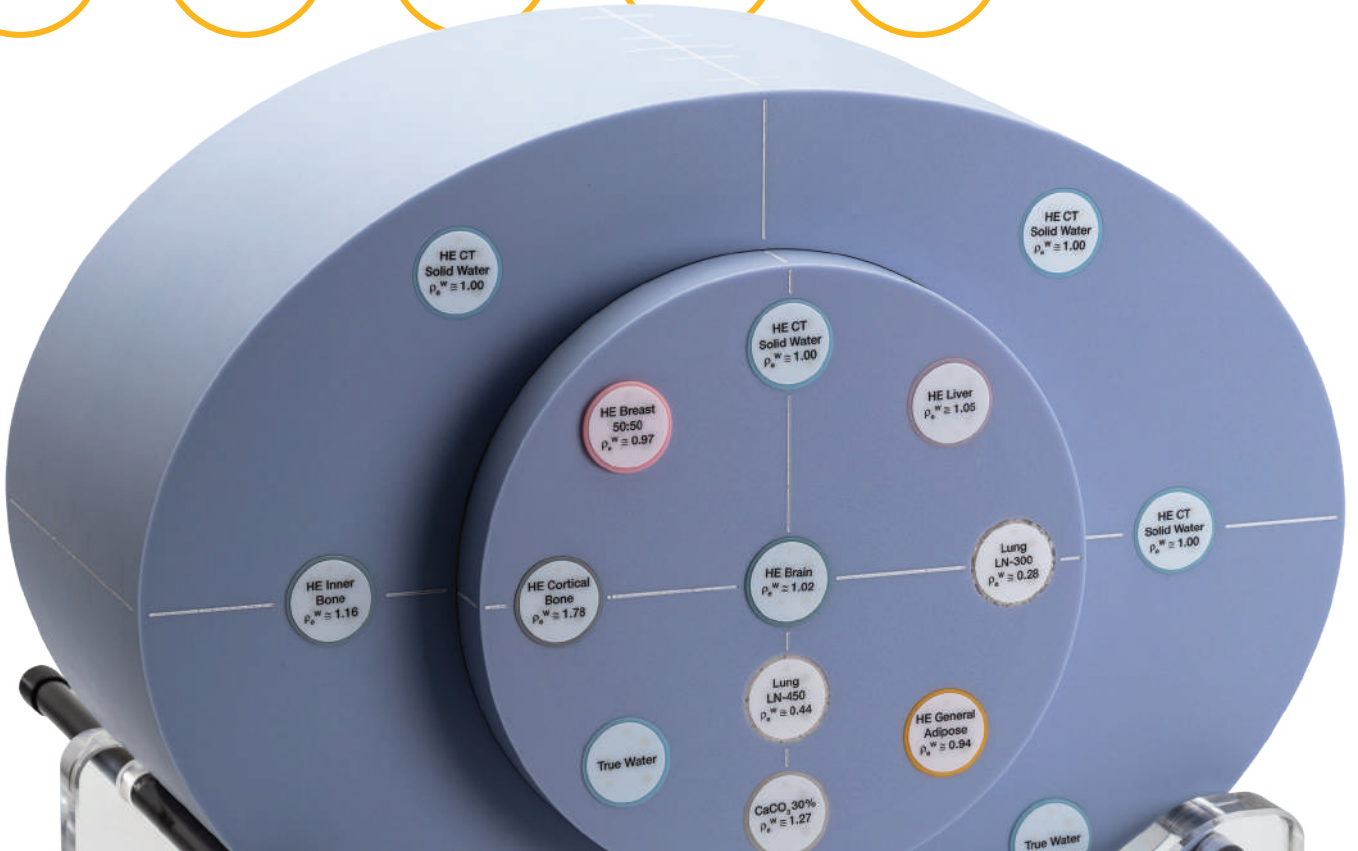 HE CT
Solid Water
ρₑʷ ≅ 1.00
HE CT
Solid Water
ρₑʷ ≅ 1.00
HE CT
Solid Water
ρₑʷ ≅ 1.00
HE Breast
50:50
ρₑʷ ≅ 0.97
HE Liver
ρₑʷ ≅ 1.05
HE CT
Solid Water
ρₑʷ ≅ 1.00
HE Inner
Bone
ρₑʷ ≅ 1.16
HE Cortical
Bone
ρₑʷ ≅ 1.78
HE Brain
ρₑʷ ≅ 1.02
Lung
LN-300
ρₑʷ ≅ 0.28
Lung
LN-450
ρₑʷ ≅ 0.44
HE General
Adipose
ρₑʷ ≅ 0.94
True Water
CaCO₃ 30%
ρₑʷ ≅ 1.27
True Water